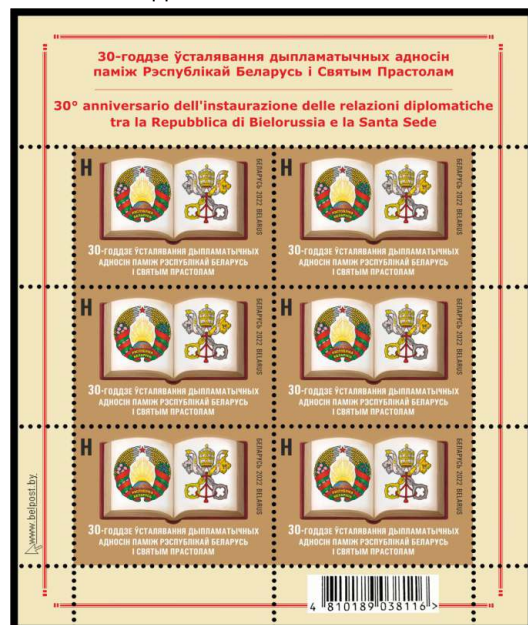 30-годдзе ўсталявання дыпламатычных адносін
паміж Рэспублікай Беларусь і Святым Прастолам
30° anniversario dell'instaurazione delle relazioni diplomatiche
tra la Repubblica di Bielorussia e la Santa Sede
H
БЕЛАРУСЬ 2022 BELARUS
30-ГОДДЗЕ ЎСТАЛЯВАННЯ ДЫПЛАМАТЫЧНЫХ
АДНОСІН ПАМІЖ РЭСПУБЛІКАЙ БЕЛАРУСЬ
І СВЯТЫМ ПРАСТОЛАМ
H
БЕЛАРУСЬ 2022 BELARUS
30-ГОДДЗЕ ЎСТАЛЯВАННЯ ДЫПЛАМАТЫЧНЫХ
АДНОСІН ПАМІЖ РЭСПУБЛІКАЙ БЕЛАРУСЬ
І СВЯТЫМ ПРАСТОЛАМ
H
БЕЛАРУСЬ 2022 BELARUS
30-ГОДДЗЕ ЎСТАЛЯВАННЯ ДЫПЛАМАТЫЧНЫХ
АДНОСІН ПАМІЖ РЭСПУБЛІКАЙ БЕЛАРУСЬ
І СВЯТЫМ ПРАСТОЛАМ
H
БЕЛАРУСЬ 2022 BELARUS
30-ГОДДЗЕ ЎСТАЛЯВАННЯ ДЫПЛАМАТЫЧНЫХ
АДНОСІН ПАМІЖ РЭСПУБЛІКАЙ БЕЛАРУСЬ
І СВЯТЫМ ПРАСТОЛАМ
H
БЕЛАРУСЬ 2022 BELARUS
30-ГОДДЗЕ ЎСТАЛЯВАННЯ ДЫПЛАМАТЫЧНЫХ
АДНОСІН ПАМІЖ РЭСПУБЛІКАЙ БЕЛАРУСЬ
І СВЯТЫМ ПРАСТОЛАМ
H
БЕЛАРУСЬ 2022 BELARUS
30-ГОДДЗЕ ЎСТАЛЯВАННЯ ДЫПЛАМАТЫЧНЫХ
АДНОСІН ПАМІЖ РЭСПУБЛІКАЙ БЕЛАРУСЬ
І СВЯТЫМ ПРАСТОЛАМ
www.belpost.by
4 810189 038116 >